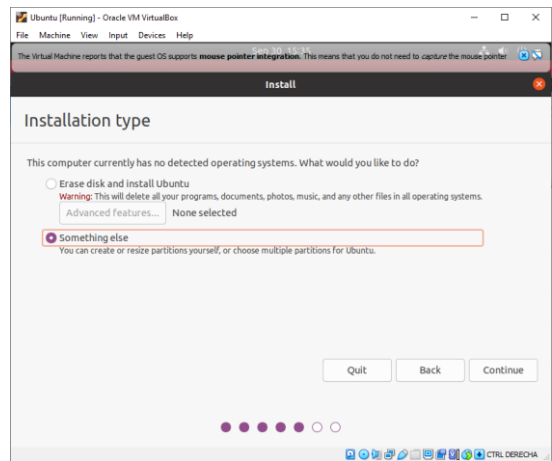 Ubuntu [Running] - Oracle VM VirtualBox
File Machine View Input Devices Help
Sep 30 15:35
The Virtual Machine reports that the guest OS supports mouse pointer integration. This means that you do not need to capture the mouse pointer
Install
Installation type
This computer currently has no detected operating systems. What would you like to do?
Erase disk and install Ubuntu
Warning: This will delete all your programs, documents, photos, music, and any other files in all operating systems.
Advanced features... None selected
Something else
You can create or resize partitions yourself, or choose multiple partitions for Ubuntu.
Quit Back Continue
CTRL DERECHA